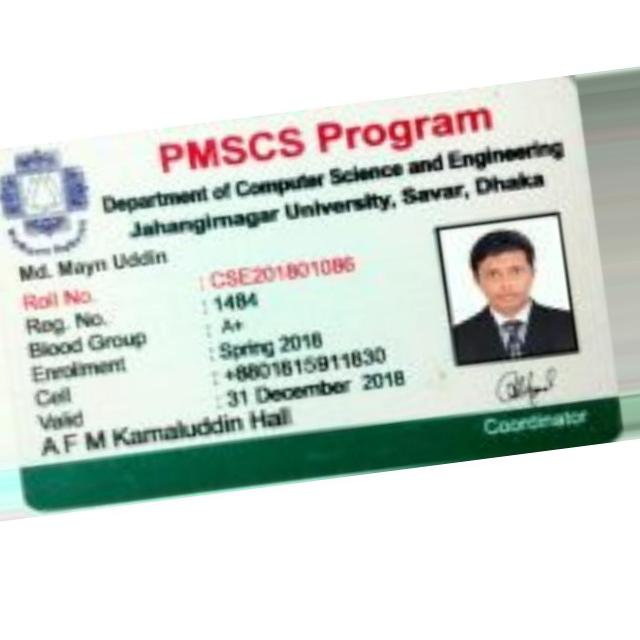 PMSCS Program
Department of Computer Science and Engineering
Jahangirnagar University, Savar, Dhaka
Md. Mayn Uddin
Roll No. : CSE201801086
Reg. No. : 1484
Blood Group : A+
Enrolment : Spring 2018
Cell : +8801615911830
Valid : 31 December 2018
A F M Kamaluddin Hall
Coordinator